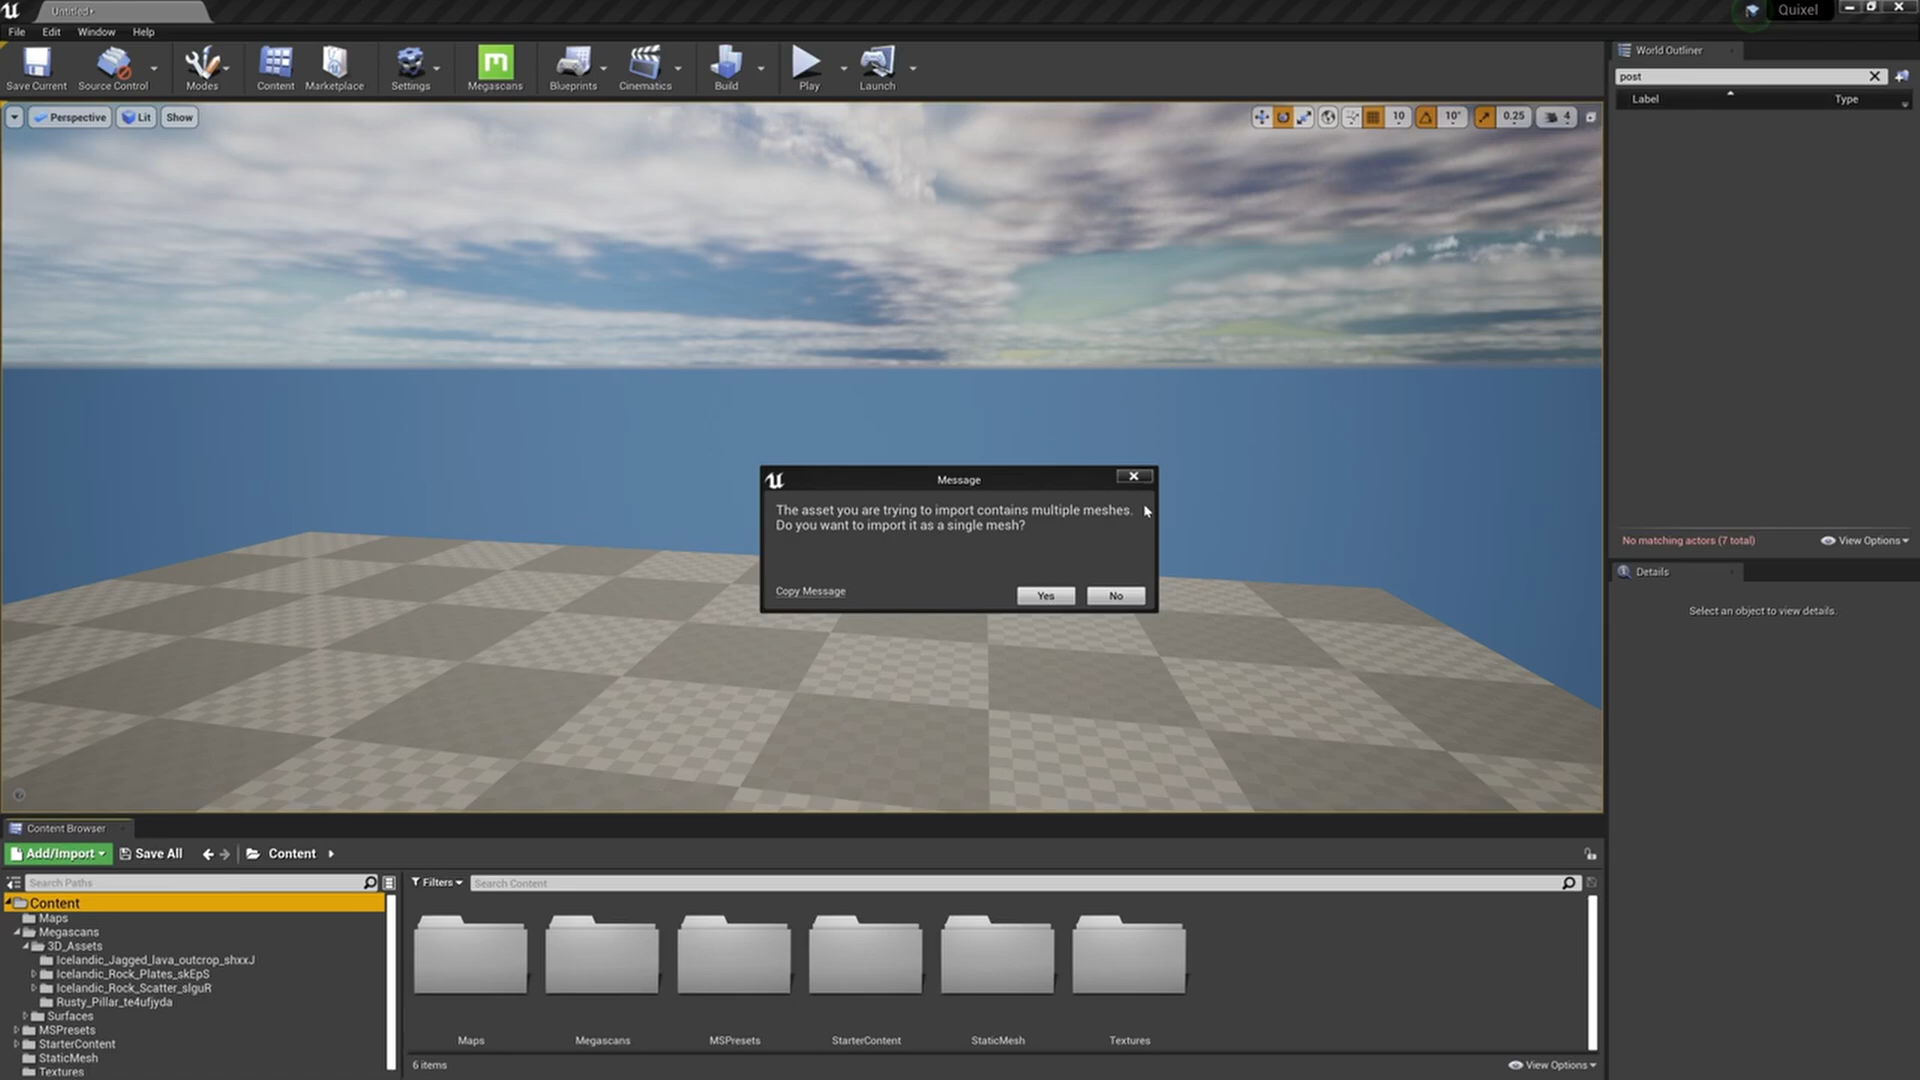 Untitled•
Quixel
File Edit Window Help
Save Current Source Control Modes Content Marketplace Settings Megascans Blueprints Cinematics Build Play Launch
World Outliner
post
Label Type
Perspective Lit Show
10 10° 0.25 4
Message
The asset you are trying to import contains multiple meshes.
Do you want to import it as a single mesh?
Copy Message Yes No
No matching actors (7 total) View Options
Details
Select an object to view details.
Content Browser
Add/Import Save All Content
Search Paths Filters Search Content
Content
Maps
Megascans
3D_Assets
Icelandic_Jagged_lava_outcrop_shxxJ
Icelandic_Rock_Plates_skEpS
Icelandic_Rock_Scatter_slguR
Rusty_Pillar_te4ufjyda
Surfaces
MSPresets
StarterContent
StaticMesh
Textures
Maps Megascans MSPresets StarterContent StaticMesh Textures
6 items View Options